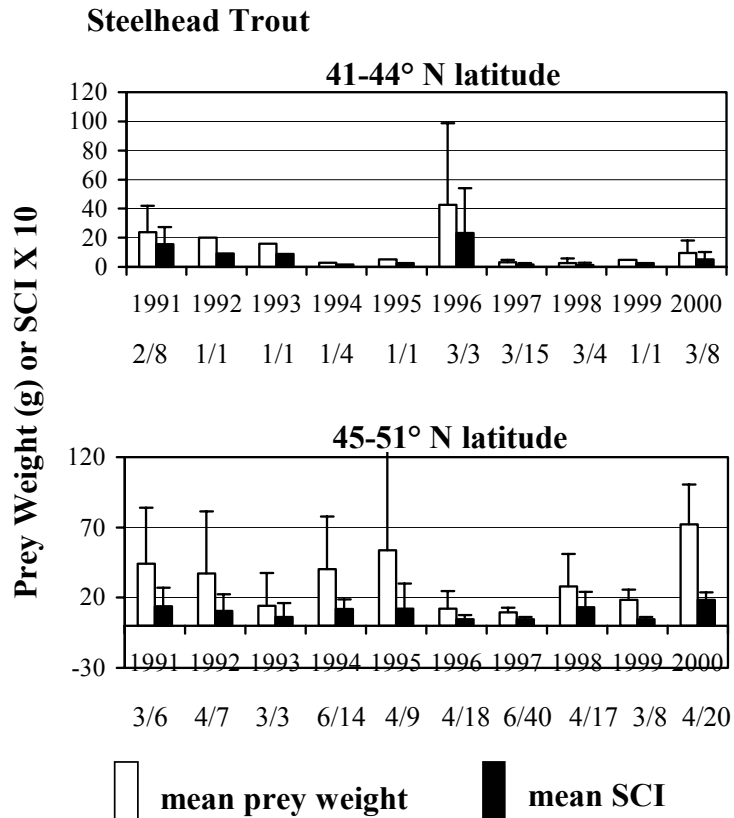 Steelhead Trout
41-44° N latitude
120
100
80
60
40
20
0
1991 1992 1993 1994 1995 1996 1997 1998 1999 2000
2/8 1/1 1/1 1/4 1/1 3/3 3/15 3/4 1/1 3/8
Prey Weight (g) or SCI X 10
45-51° N latitude
120
70
20
-30
1991 1992 1993 1994 1995 1996 1997 1998 1999 2000
3/6 4/7 3/3 6/14 4/9 4/18 6/40 4/17 3/8 4/20
mean prey weight mean SCI